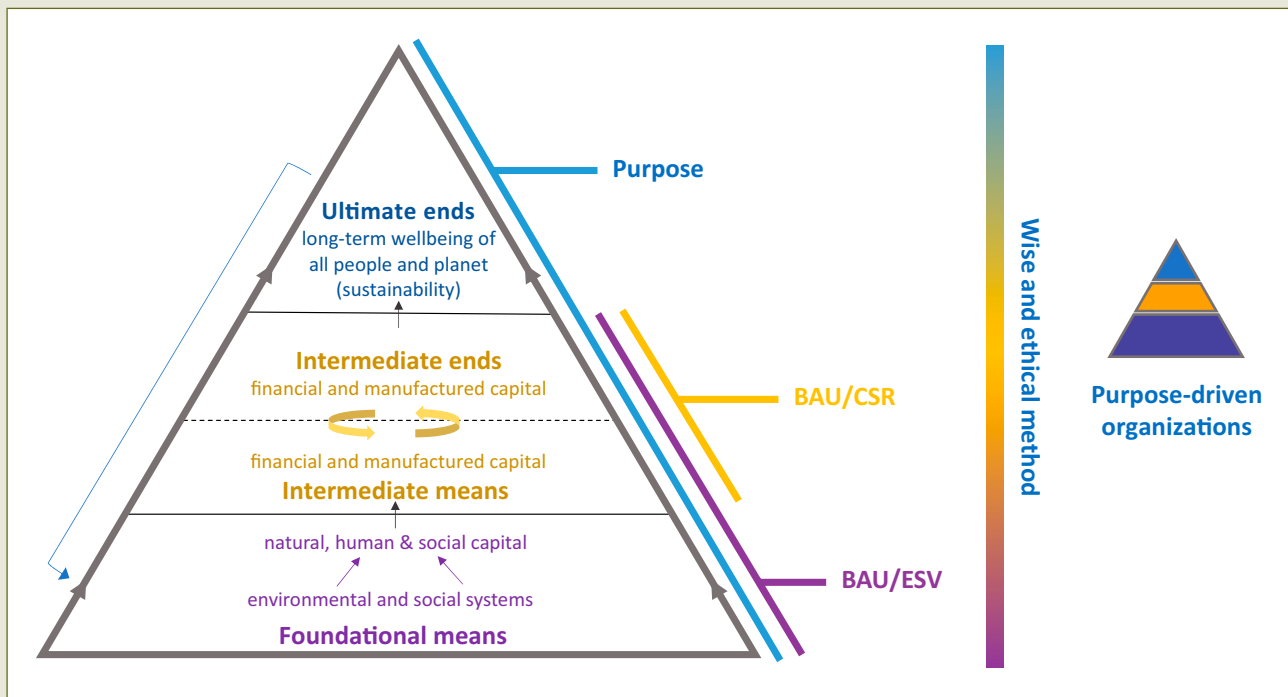 Purpose
Ultimate ends
long-term wellbeing of
all people and planet
(sustainability)
Intermediate ends
financial and manufactured capital
financial and manufactured capital
Intermediate means
natural, human & social capital
environmental and social systems
Foundational means
BAU/CSR
BAU/ESV
Wise and ethical method
Purpose-driven
organizations